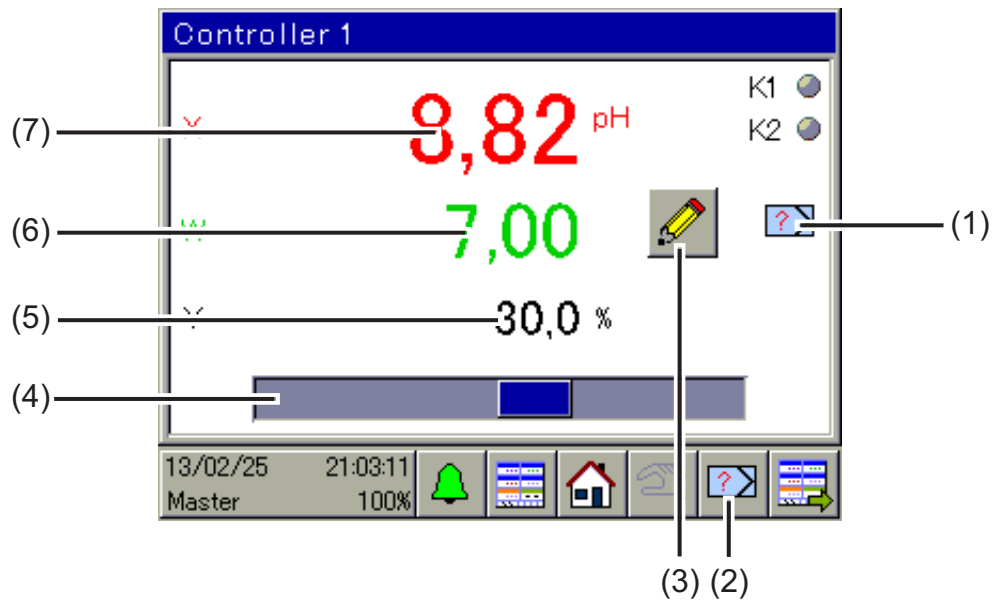 Controller 1
K1
(7) X 8,82 pH K2
(6) W 7,00 ? (1)
(5) Y 30,0 %
(4)
13/02/25 21:03:11
Master 100% ?
(3) (2)